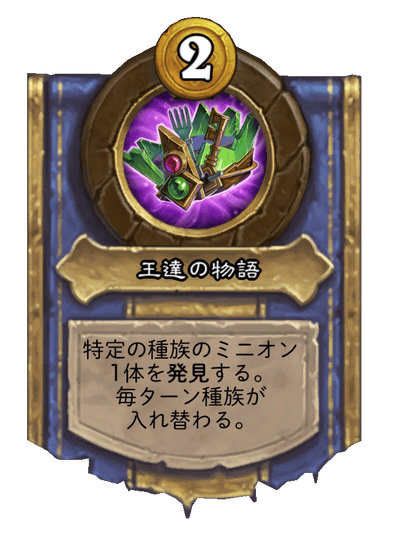 2
王達の物語
特定の種族のミニオン
1体を発見する。
毎ターン種族が
入れ替わる。